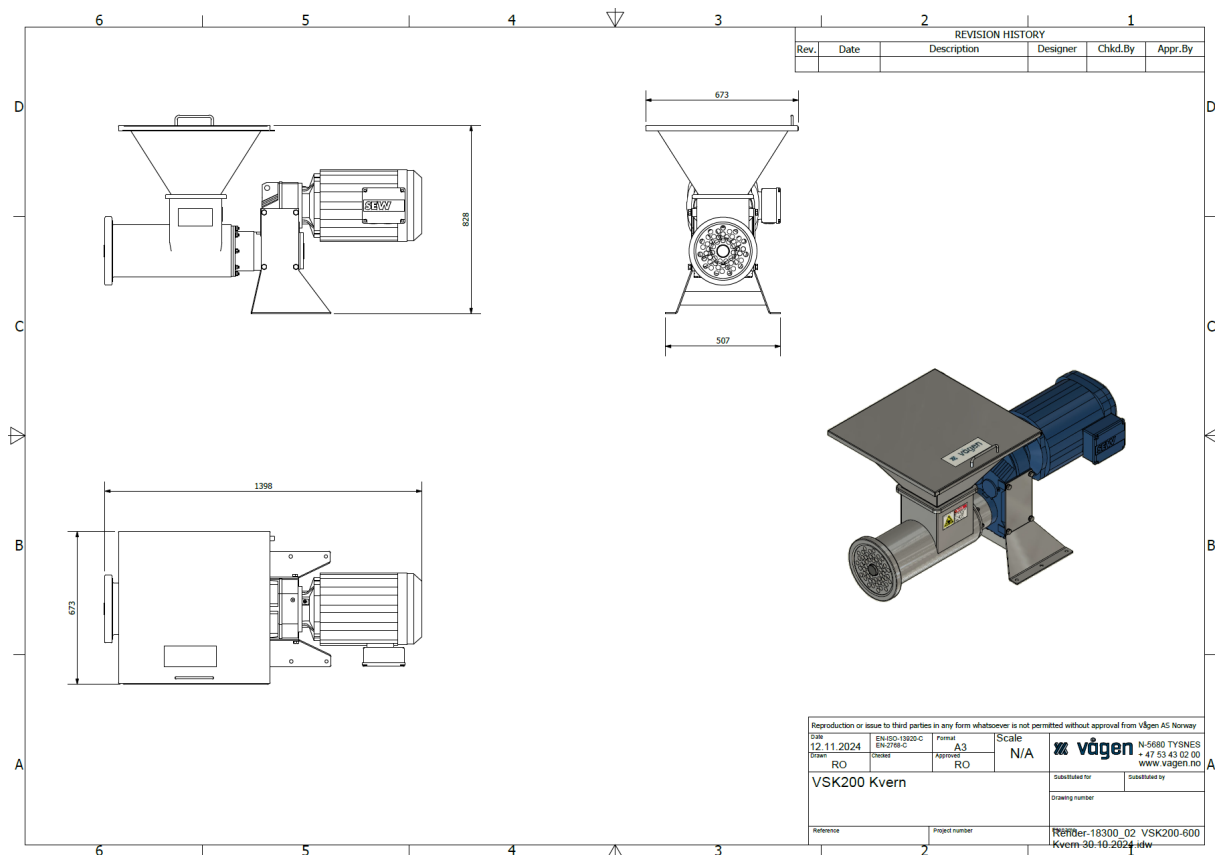 6 5 4 3 2 1
REVISION HISTORY
Rev. Date Description Designer Chkd.By Appr.By
D D
673
828
SEW
C C
507
1398
vågen
SEW
B B
673
Reproduction or issue to third parties in any form whatsoever is not permitted without approval from Vågen AS Norway
Date EN-ISO-13920-C Format Scale
12.11.2024 EN-2768-C A3 N/A
vågen N-5680 TYSNES
+ 47 53 43 02 00
www.vagen.no
A A
Drawn Checked Approved
RO RO
VSK200 Kvern
Substituted for Substituted by
Drawing number
Reference Project number
Render-18300_02 VSK200-600
Kvern 30.10.2024.idw
6 5 4 3 2 1